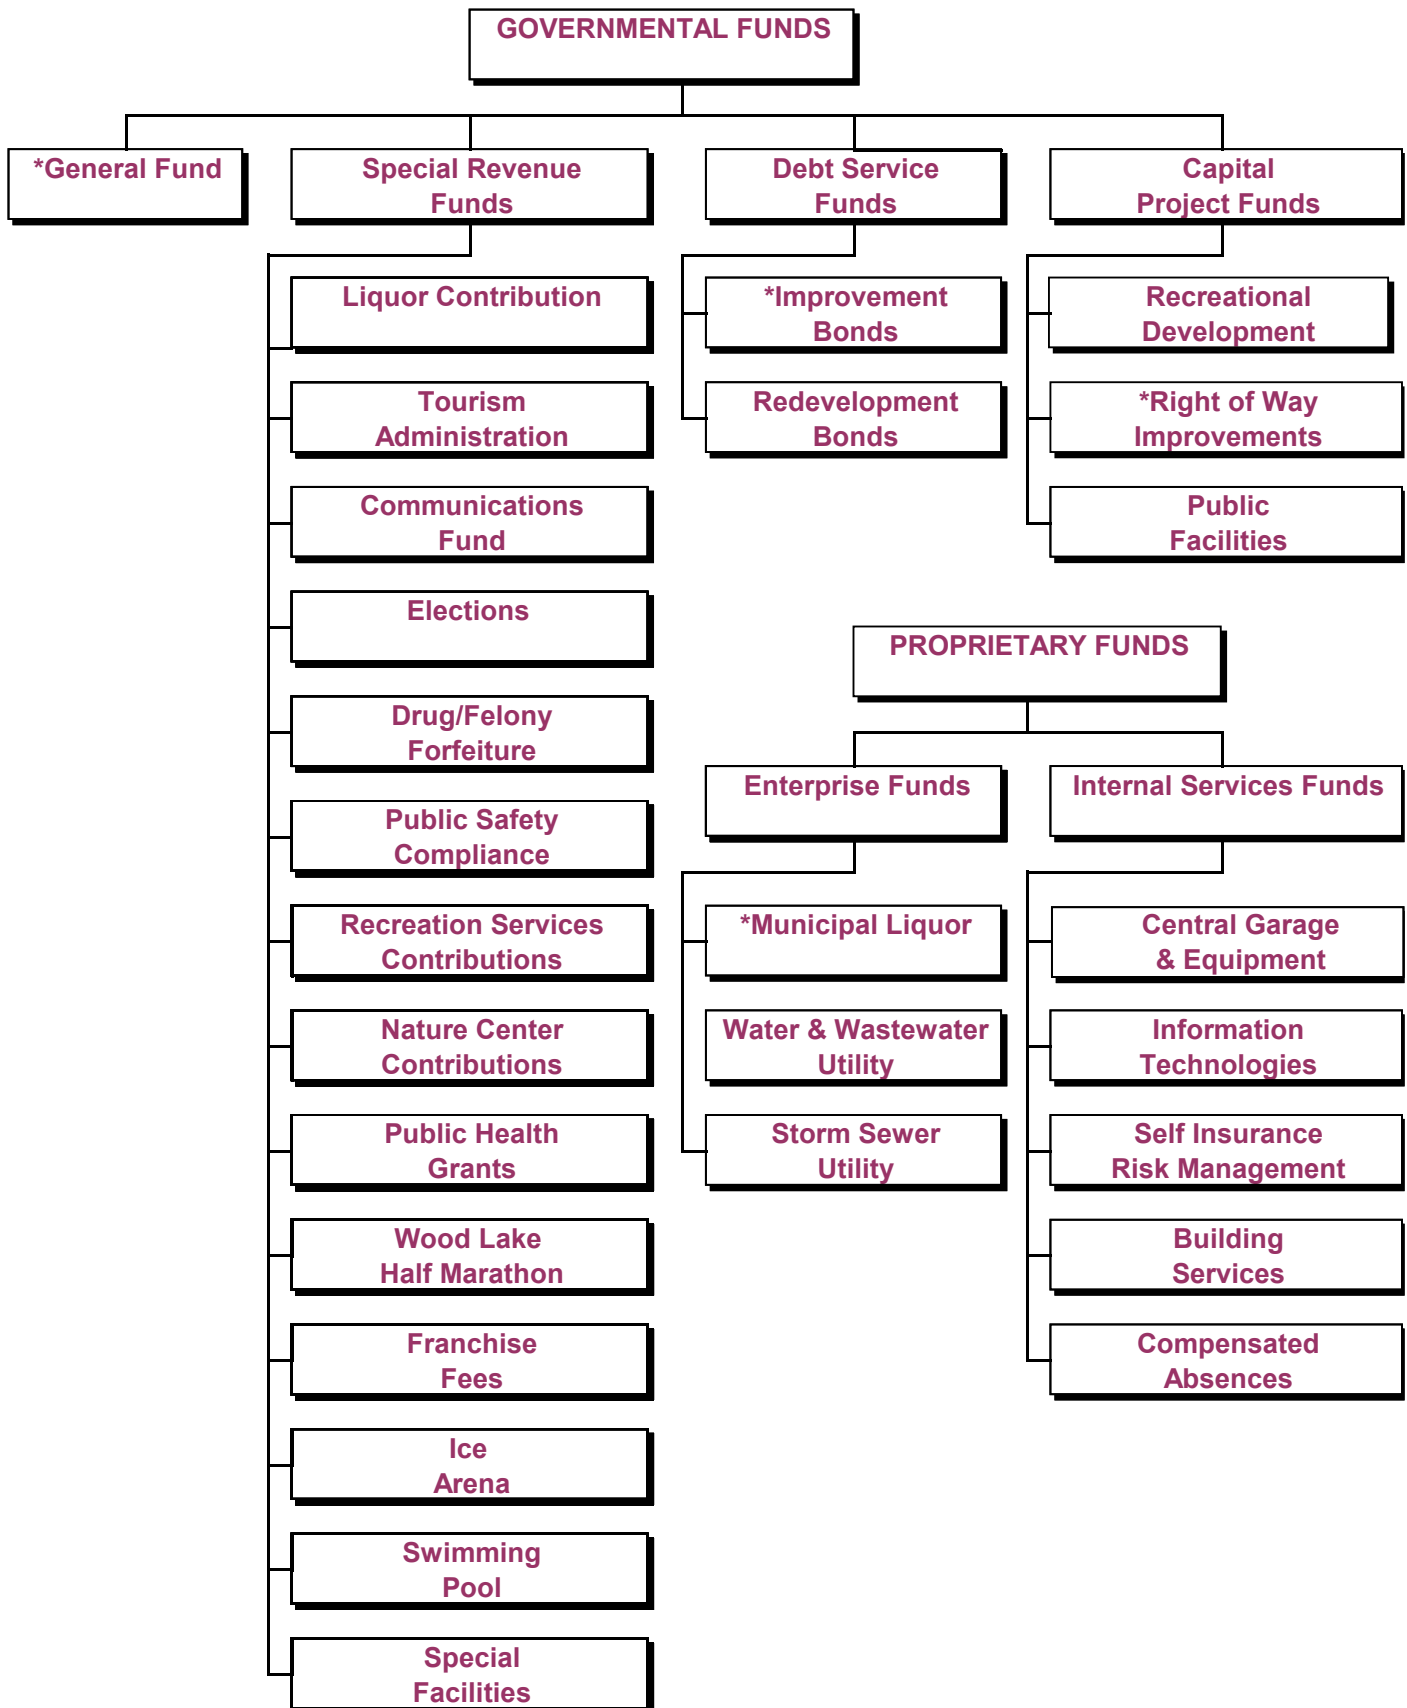 GOVERNMENTAL FUNDS
*General Fund
Special Revenue
Funds
Debt Service
Funds
Capital
Project Funds
Liquor Contribution
Tourism
Administration
Communications
Fund
Elections
Drug/Felony
Forfeiture
Public Safety
Compliance
Recreation Services
Contributions
Nature Center
Contributions
Public Health
Grants
Wood Lake
Half Marathon
Franchise
Fees
Ice
Arena
Swimming
Pool
Special
Facilities
*Improvement
Bonds
Redevelopment
Bonds
Recreational
Development
*Right of Way
Improvements
Public
Facilities
PROPRIETARY FUNDS
Enterprise Funds
Internal Services Funds
*Municipal Liquor
Water & Wastewater
Utility
Storm Sewer
Utility
Central Garage
& Equipment
Information
Technologies
Self Insurance
Risk Management
Building
Services
Compensated
Absences